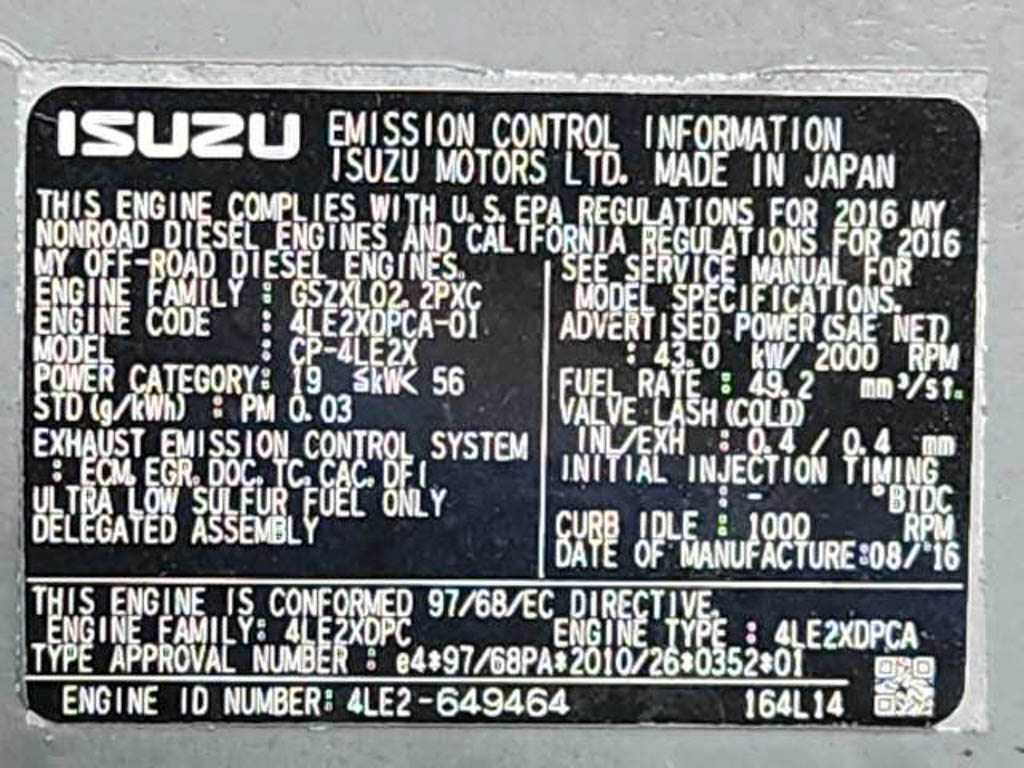 ISUZU EMISSION CONTROL INFORMATION
ISUZU MOTORS LTD. MADE IN JAPAN
THIS ENGINE COMPLIES WITH U.S. EPA REGULATIONS FOR 2016 MY
NONROAD DIESEL ENGINES AND CALIFORNIA REGULATIONS FOR 2016
MY OFF-ROAD DIESEL ENGINES.
ENGINE FAMILY : GSZXL02.2PXC
ENGINE CODE : 4LE2XDPCA-01
MODEL : CP-4LE2X
POWER CATEGORY: 19 ≤kW< 56
STD(g/kWh) : PM 0.03
EXHAUST EMISSION CONTROL SYSTEM
: ECM, EGR, DOC, TC, CAC, DFI
ULTRA LOW SULFUR FUEL ONLY
DELEGATED ASSEMBLY
SEE SERVICE MANUAL FOR
MODEL SPECIFICATIONS.
ADVERTISED POWER(SAE NET)
: 43.0 kW/ 2000 RPM
FUEL RATE : 49.2 mm³/st.
VALVE LASH(COLD)
INL/EXH : 0.4 / 0.4 mm
INITIAL INJECTION TIMING
: - °BTDC
CURB IDLE : 1000 RPM
DATE OF MANUFACTURE:08/'16
THIS ENGINE IS CONFORMED 97/68/EC DIRECTIVE.
ENGINE FAMILY: 4LE2XDPC ENGINE TYPE : 4LE2XDPCA
TYPE APPROVAL NUMBER : e4*97/68PA*2010/26*0352*01
ENGINE ID NUMBER: 4LE2-649464 164L14